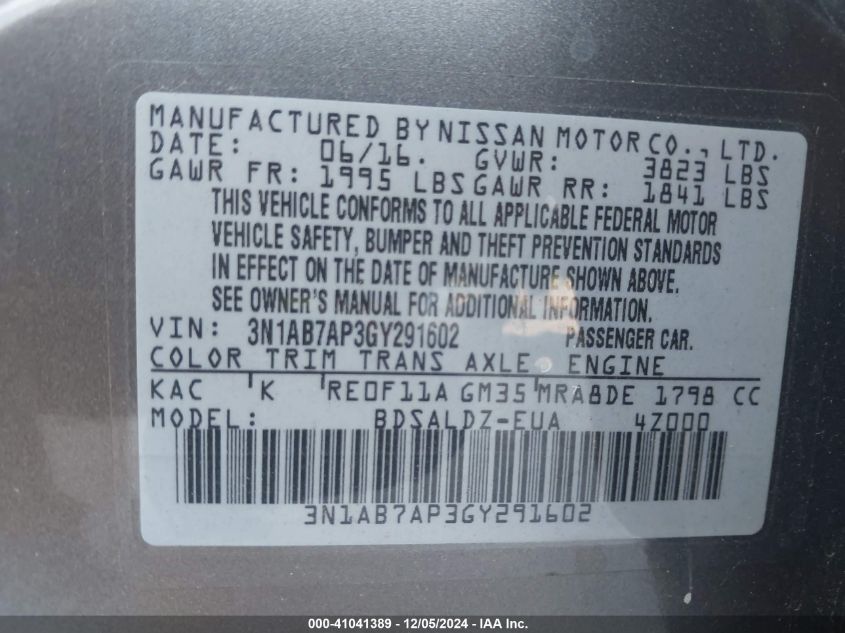 MANUFACTURED BY NISSAN MOTOR CO., LTD.
DATE: 06/16. GVWR: 3823 LBS
GAWR FR: 1995 LBS GAWR RR: 1841 LBS
THIS VEHICLE CONFORMS TO ALL APPLICABLE FEDERAL MOTOR
VEHICLE SAFETY, BUMPER AND THEFT PREVENTION STANDARDS
IN EFFECT ON THE DATE OF MANUFACTURE SHOWN ABOVE.
SEE OWNER'S MANUAL FOR ADDITIONAL INFORMATION.
VIN: 3N1AB7AP3GY291602 PASSENGER CAR.
COLOR TRIM TRANS AXLE ENGINE
KAC K RE0F11A GM35 MRA8DE 1798 CC
MODEL: BDSALDZ-EUA 4Z000
3N1AB7AP3GY291602
000-41041389 - 12/05/2024 - IAA Inc.